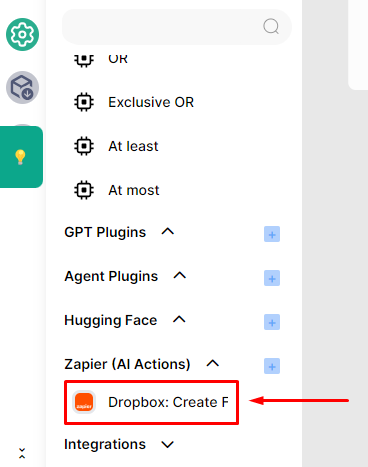 OR
Exclusive OR
At least
At most
GPT Plugins
Agent Plugins
Hugging Face
Zapier (AI Actions)
zapier Dropbox: Create F
Integrations